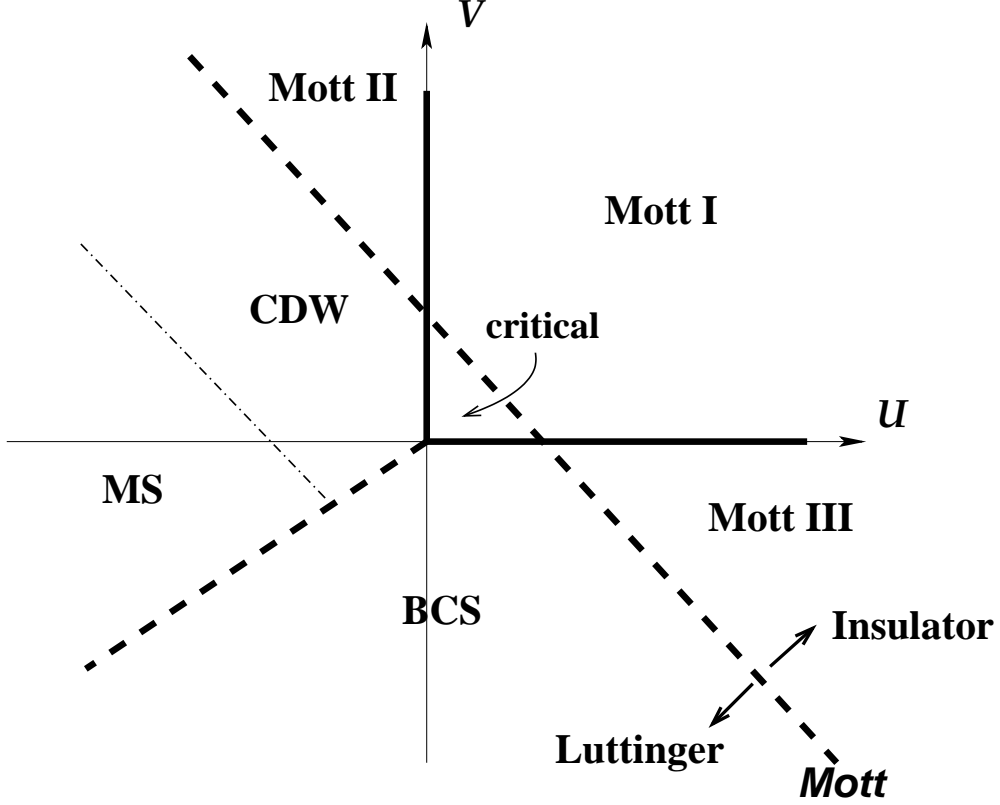 V
Mott II
Mott I
CDW
critical
u
MS
Mott III
BCS
Insulator
Luttinger
Mott